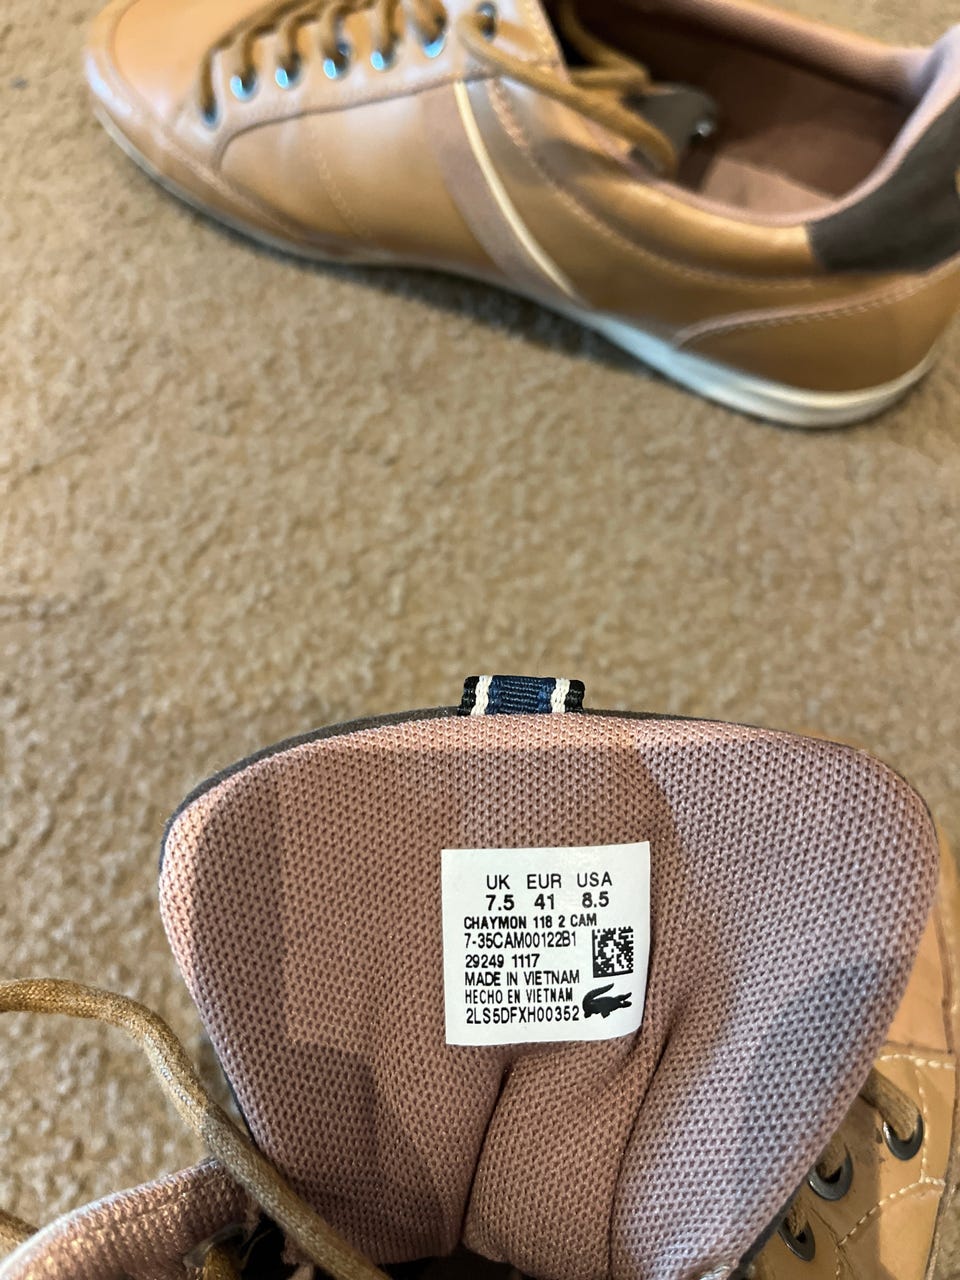 UK EUR USA
7.5 41 8.5
CHAYMON 118 2 CAM
7-35CAM00122B1
29249 1117
MADE IN VIETNAM
HECHO EN VIETNAM
2LS5DFXH00352